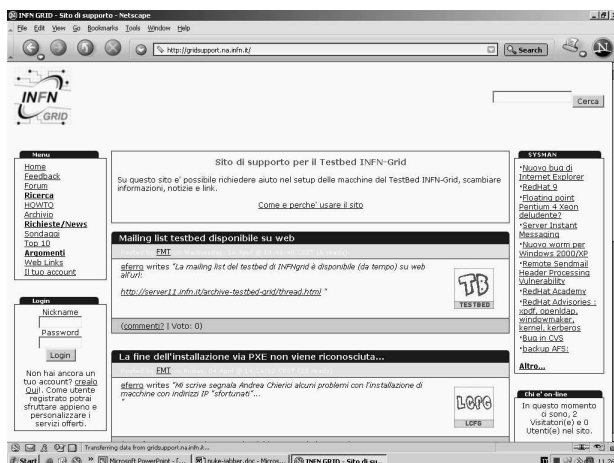 INFN GRID - Sito di supporto - Netscape
File Edit View Go Bookmarks Tools Window Help
http://gridsupport.na.infn.it/
Search
INFN
GRID
Cerca
Menu
Home
Feedback
Forum
Ricerca
HOWTO
Archivio
Richieste/News
Sondaggi
Top 10
Argomenti
Web Links
Il tuo account
Login
Nickname
Password
Login
Non hai ancora un
tuo account? crealo
Qui!. Come utente
registrato potrai
sfruttare appieno e
personalizzare i
servizi offerti.
Sito di supporto per il Testbed INFN-Grid
Su questo sito e' possibile richiedere aiuto nel setup delle macchine del TestBed INFN-Grid, scambiare
informazioni, notizie e link.
Come e perche' usare il sito
Mailing list testbed disponibile su web
FMT
eferro writes "La mailing list del testbed di INFNgrid è disponibile (da tempo) su web
all'url:
http://server11.infn.it/archive-testbed-grid/thread.html "
TB
TESTBED
(commenti? | Voto: 0)
La fine dell'installazione via PXE non viene riconosciuta...
FMT
eferro writes "Mi scrive segnala Andrea Chierici alcuni problemi con l'installazione di
macchine con indirizzi IP "sfortunati"...
"
LCFG
LCFG
SYSMAN
·Nuovo bug di
Internet Explorer
·RedHat 9
·Floating point
Pentium 4 Xeon
deludente?
·Server Instant
Messaging
·Nuovo worm per
Windows 2000/XP
·Remote Sendmail
Header Processing
Vulnerability
·RedHat Academy
·RedHat Advisories :
xpdf, openldap,
windowmaker,
kernel, kerberos
·Bug in CVS
·backup AFS:
Altro...
Chi e' on-line
In questo momento
ci sono, 2
Visitatori(e) e 0
Utenti(e) nel sito.
Transferring data from gridsupport.na.infn.it...
Start
Microsoft PowerPoint - [...
nuke-jabber.doc - Micros...
INFN GRID - Sito di su...